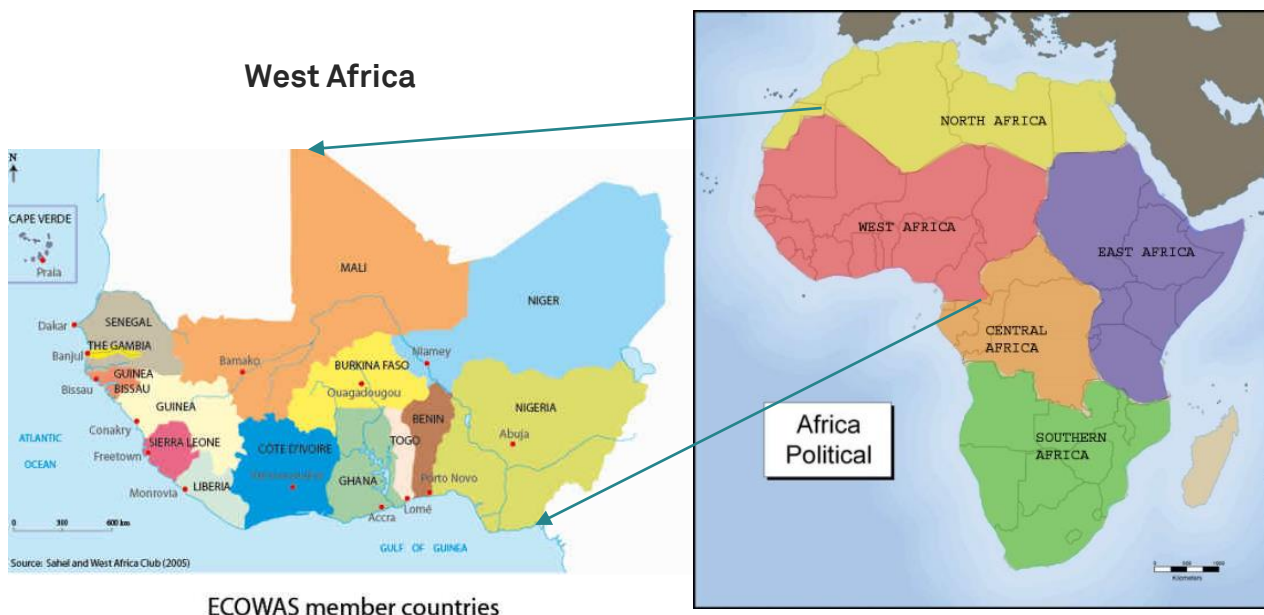 West Africa
N
CAPE VERDE
Praia
MALI
NIGER
Dakar
SENEGAL
THE GAMBIA
Banjul
GUINEA
BISSAU
Bissau
Bamako
BURKINA FASO
Ouagadougou
Niamey
GUINEA
Conakry
SIERRA LEONE
Freetown
CÔTE D'IVOIRE
BENIN
TOGO
NIGERIA
Abuja
GHANA
Porto Novo
LIBERIA
Monrovia
Accra
Lomé
ATLANTIC
OCEAN
GULF OF GUINEA
0 300 600 km
Source: Sahel and West Africa Club (2005)
ECOWAS member countries
NORTH AFRICA
WEST AFRICA
EAST AFRICA
CENTRAL
AFRICA
SOUTHERN
AFRICA
Africa
Political
Kilometers